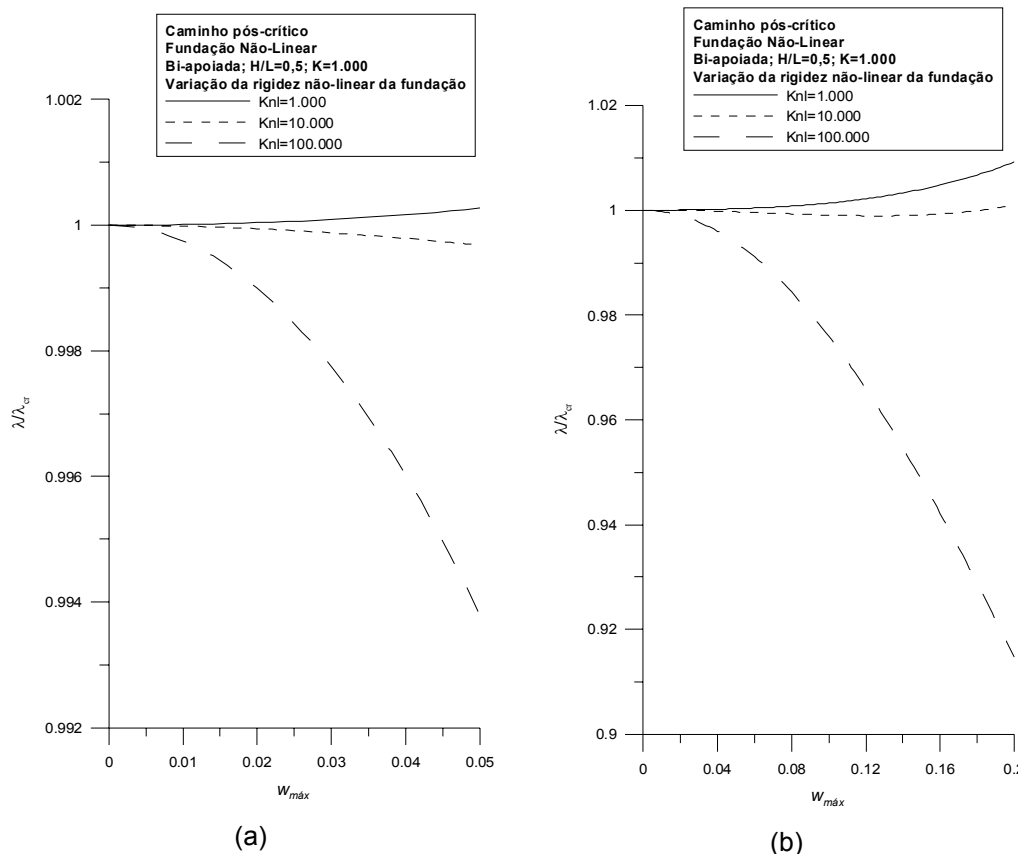 Caminho pós-crítico
Fundação Não-Linear
Bi-apoiada; H/L=0,5; K=1.000
Variação da rigidez não-linear da fundação
Knl=1.000
Knl=10.000
Knl=100.000
1.002
1
0.998
0.996
0.994
0.992
λ/λcr
0
0.01
0.02
0.03
0.04
0.05
wmáx
(a)
Caminho pós-crítico
Fundação Não-Linear
Bi-apoiada; H/L=0,5; K=1.000
Variação da rigidez não-linear da fundação
Knl=1.000
Knl=10.000
Knl=100.000
1.02
1
0.98
0.96
0.94
0.92
0.9
λ/λcr
0
0.04
0.08
0.12
0.16
0.2
wmáx
(b)